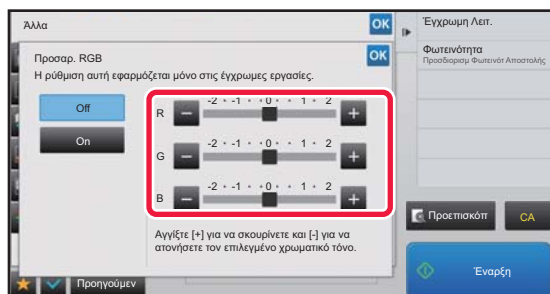 Άλλα
OK
Προσαρ. RGB
OK
Η ρύθμιση αυτή εφαρμόζεται μόνο στις έγχρωμες εργασίες.
Off
On
-2 -1 0 1 2
R − +
-2 -1 0 1 2
G − +
-2 -1 0 1 2
B − +
Αγγίξτε [+] για να σκουρίνετε και [-] για να
ατονήσετε τον επιλεγμένο χρωματικό τόνο.
Προηγούμεν
Έγχρωμη Λειτ.
Φωτεινότητα
Προσδιορισμ Φωτεινότ Αποστολής
Προεπισκόπ
CA
Έναρξη